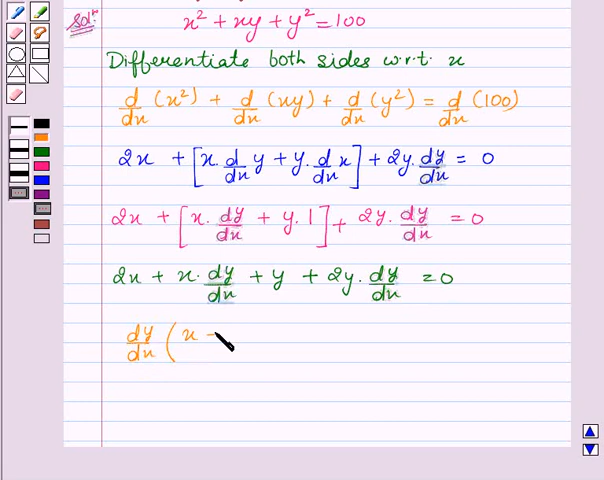 Solⁿ x² + xy + y² = 100
Differentiate both sides w.r.t. x
d/dx (x²) + d/dx (xy) + d/dx (y²) = d/dx (100)
2x + [x. d/dx y + y. d/dx x] + 2y. dy/dx = 0
2x + [x. dy/dx + y. 1] + 2y. dy/dx = 0
2x + x. dy/dx + y + 2y. dy/dx = 0
dy/dx ( x -